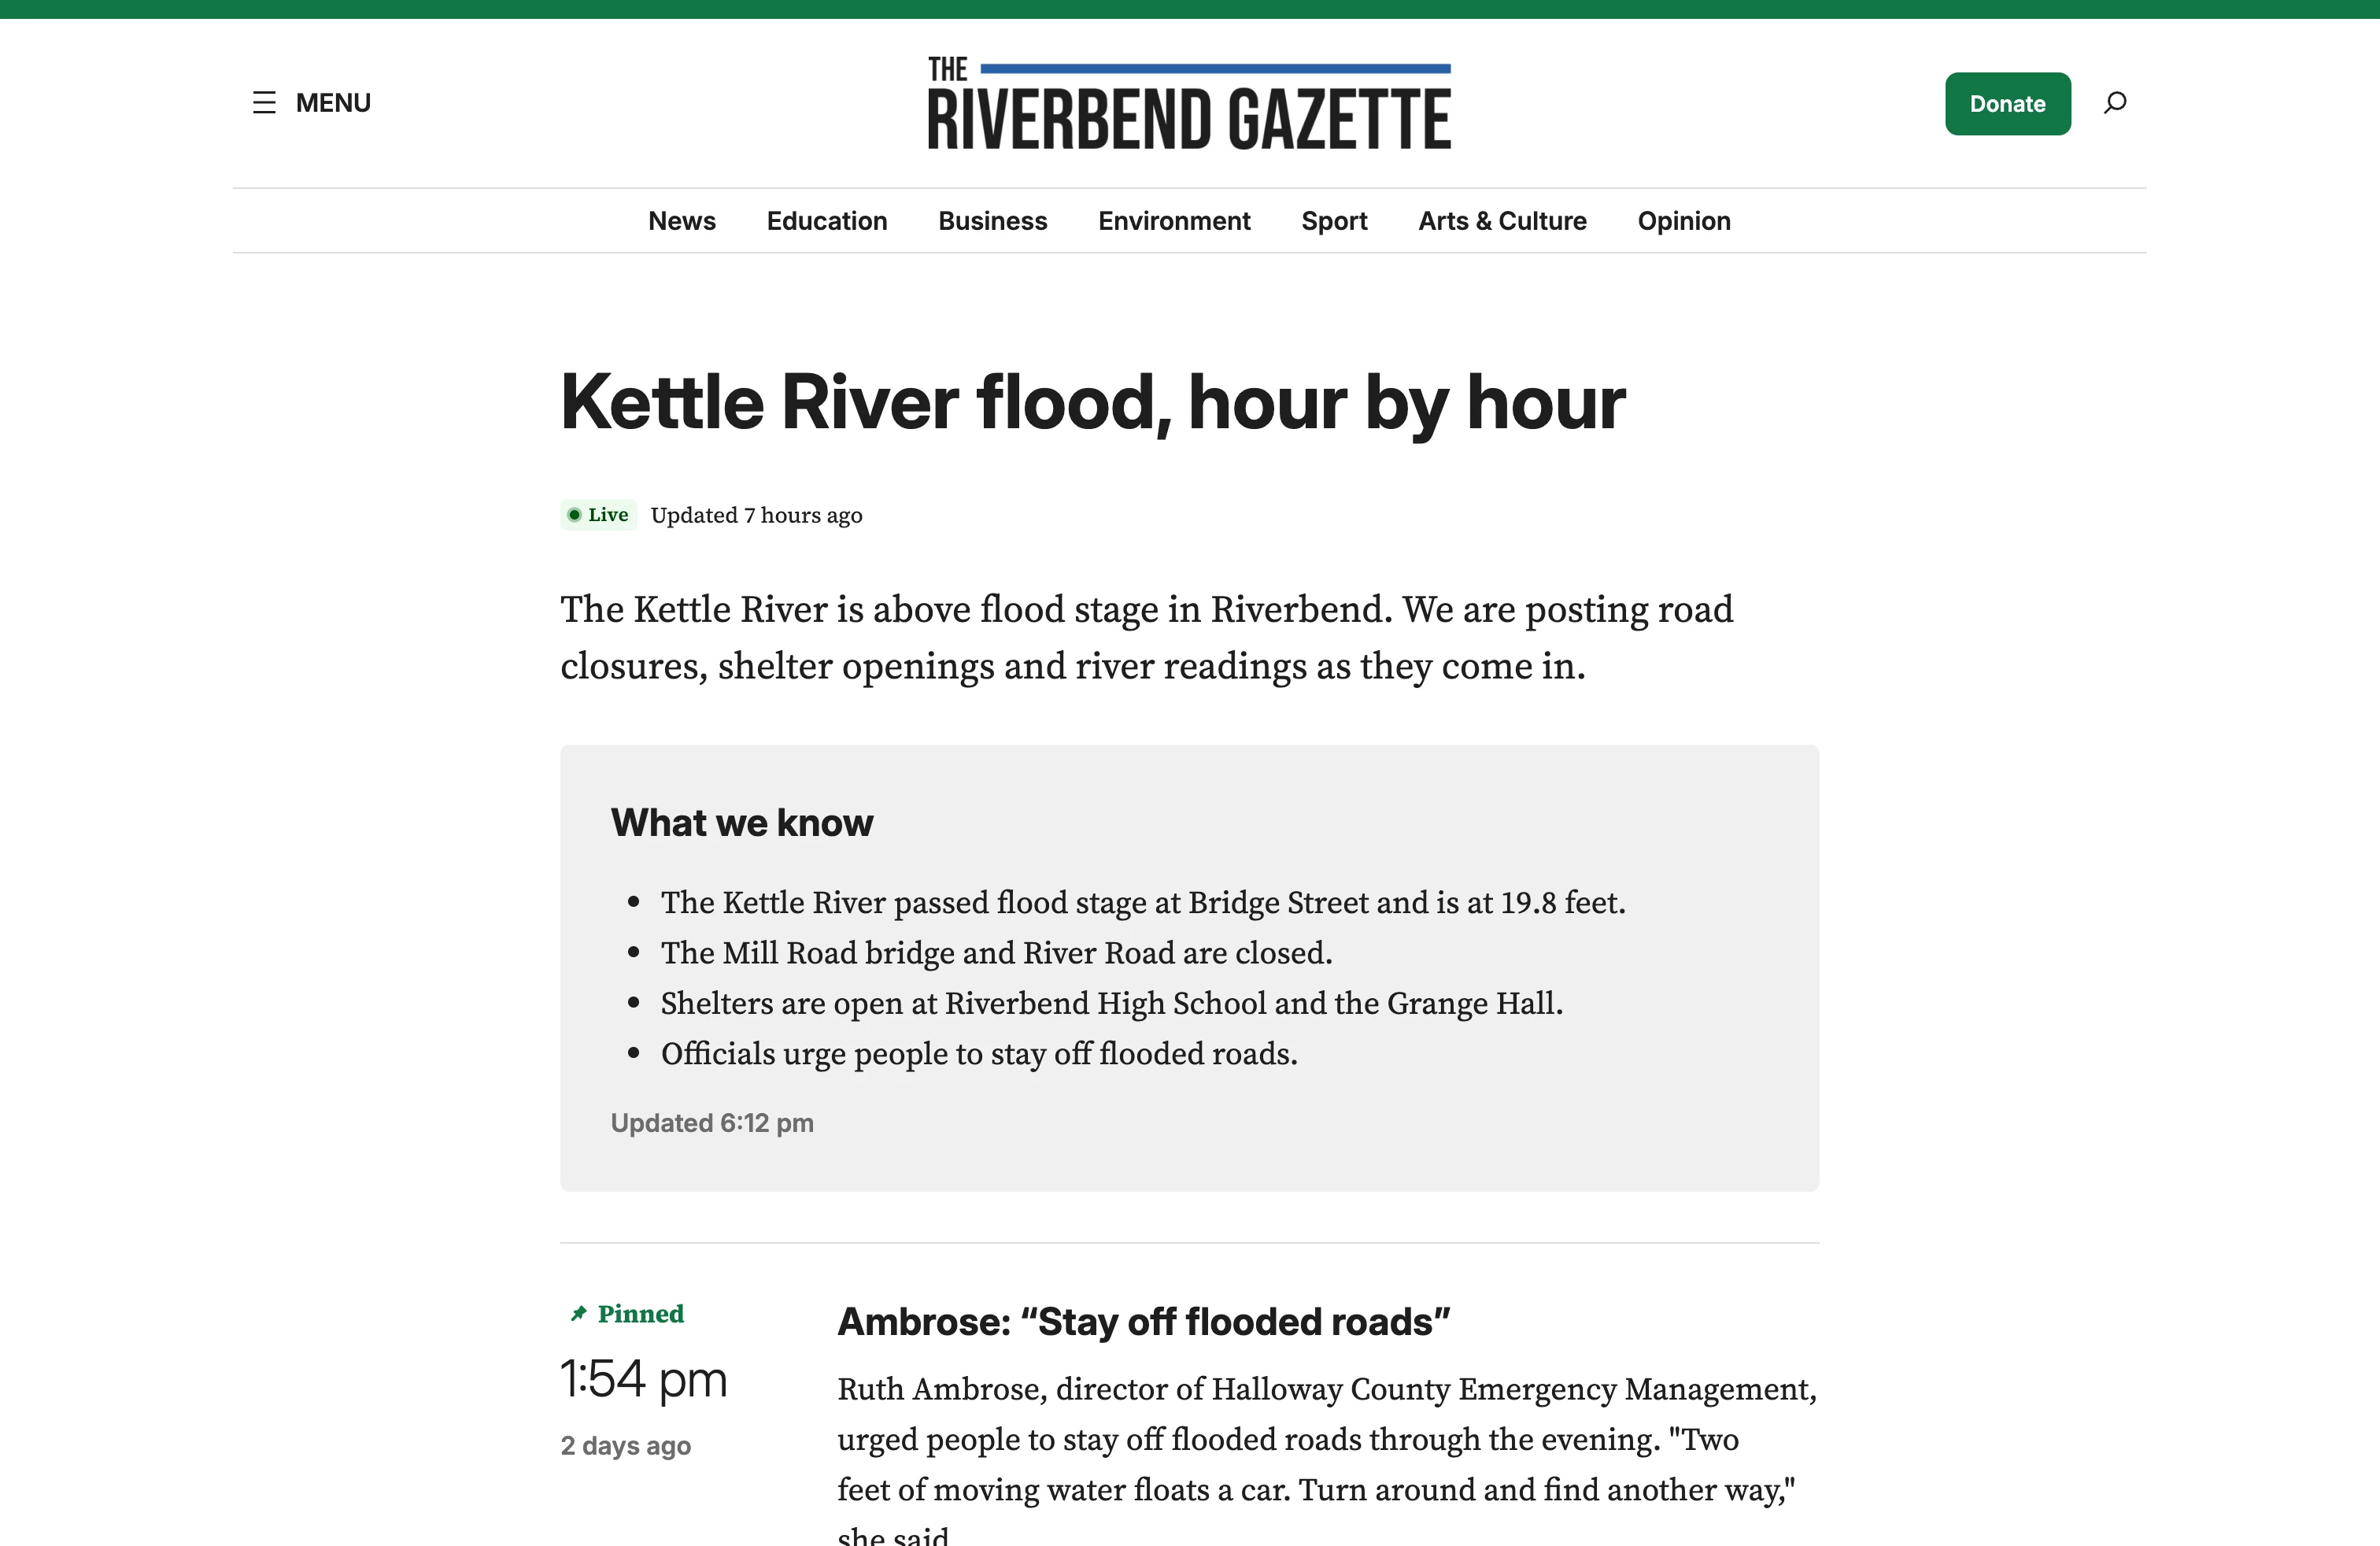 MENU
THE
RIVERBEND GAZETTE
Donate
News Education Business Environment Sport Arts & Culture Opinion
Kettle River flood, hour by hour
Live Updated 7 hours ago
The Kettle River is above flood stage in Riverbend. We are posting road
closures, shelter openings and river readings as they come in.
What we know
• The Kettle River passed flood stage at Bridge Street and is at 19.8 feet.
• The Mill Road bridge and River Road are closed.
• Shelters are open at Riverbend High School and the Grange Hall.
• Officials urge people to stay off flooded roads.
Updated 6:12 pm
Pinned
1:54 pm
2 days ago
Ambrose: “Stay off flooded roads”
Ruth Ambrose, director of Halloway County Emergency Management,
urged people to stay off flooded roads through the evening. "Two
feet of moving water floats a car. Turn around and find another way,"
she said